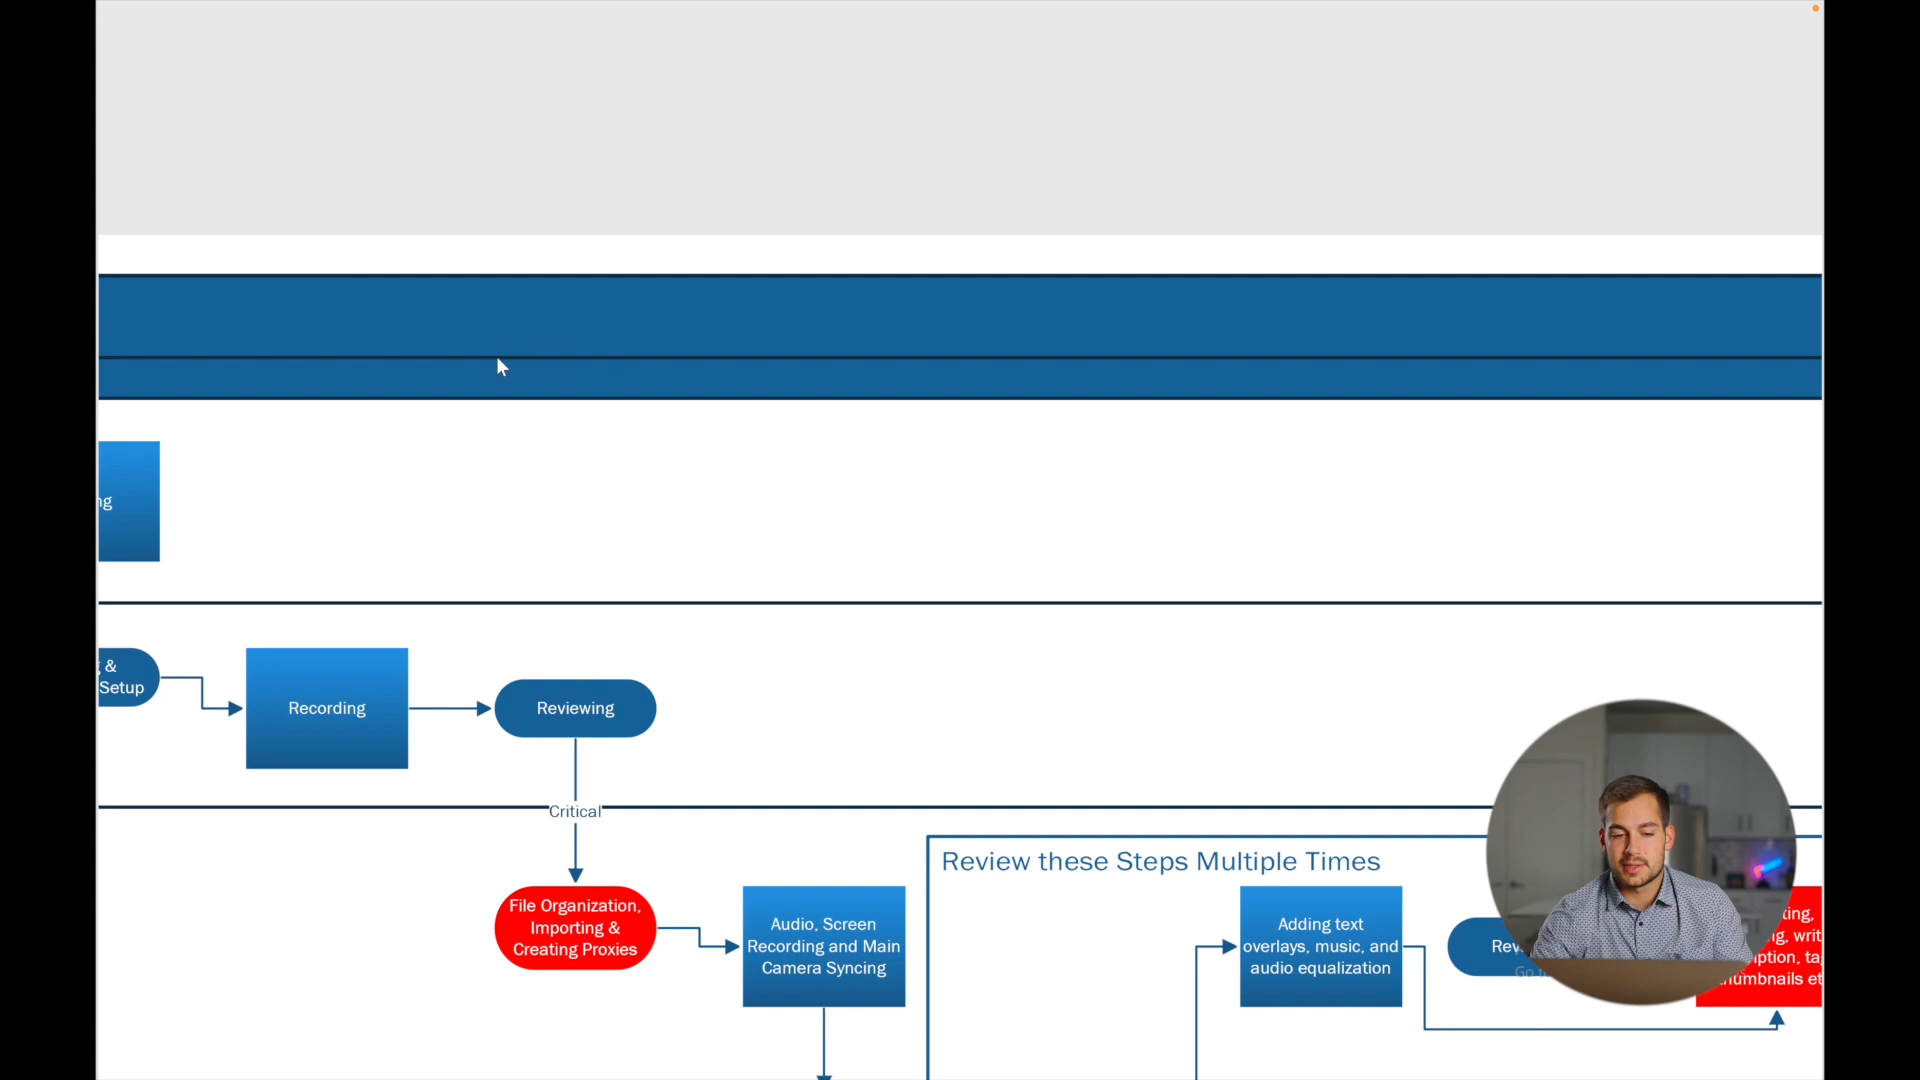 &
Setup
Recording
Reviewing
Critical
Review these Steps Multiple Times
File Organization,
Importing &
Creating Proxies
Audio, Screen
Recording and Main
Camera Syncing
Adding text
overlays, music, and
audio equalization